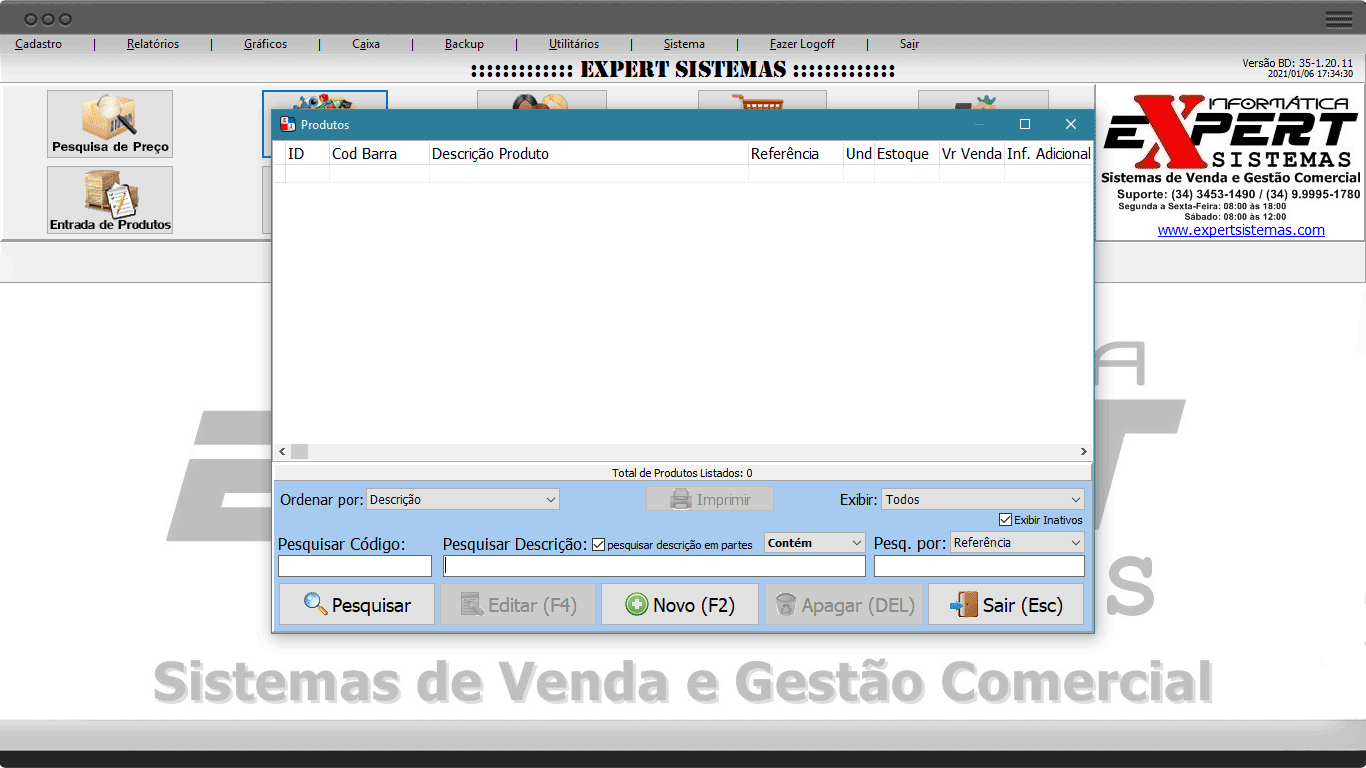 Cadastro | Relatórios | Gráficos | Caixa | Backup | Utilitários | Sistema | Fazer Logoff | Sair
:::::::::::: EXPERT SISTEMAS ::::::::::::
Versão BD: 35-1.20.11
2021/01/06 17:34:30
Pesquisa de Preço
Entrada de Produtos
INFORMÁTICA
EXPERT
SISTEMAS
Sistemas de Venda e Gestão Comercial
Suporte: (34) 3453-1490 / (34) 9.9995-1780
Segunda a Sexta-Feira: 08:00 às 18:00
Sábado: 08:00 às 12:00
www.expertsistemas.com
Produtos
ID Cod Barra Descrição Produto Referência Und Estoque Vr Venda Inf. Adicional
Total de Produtos Listados: 0
Ordenar por: Descrição Imprimir Exibir: Todos
Exibir Inativos
Pesquisar Código: Pesquisar Descrição: pesquisar descrição em partes Contém Pesq. por: Referência
Pesquisar Editar (F4) Novo (F2) Apagar (DEL) Sair (Esc)
Sistemas de Venda e Gestão Comercial